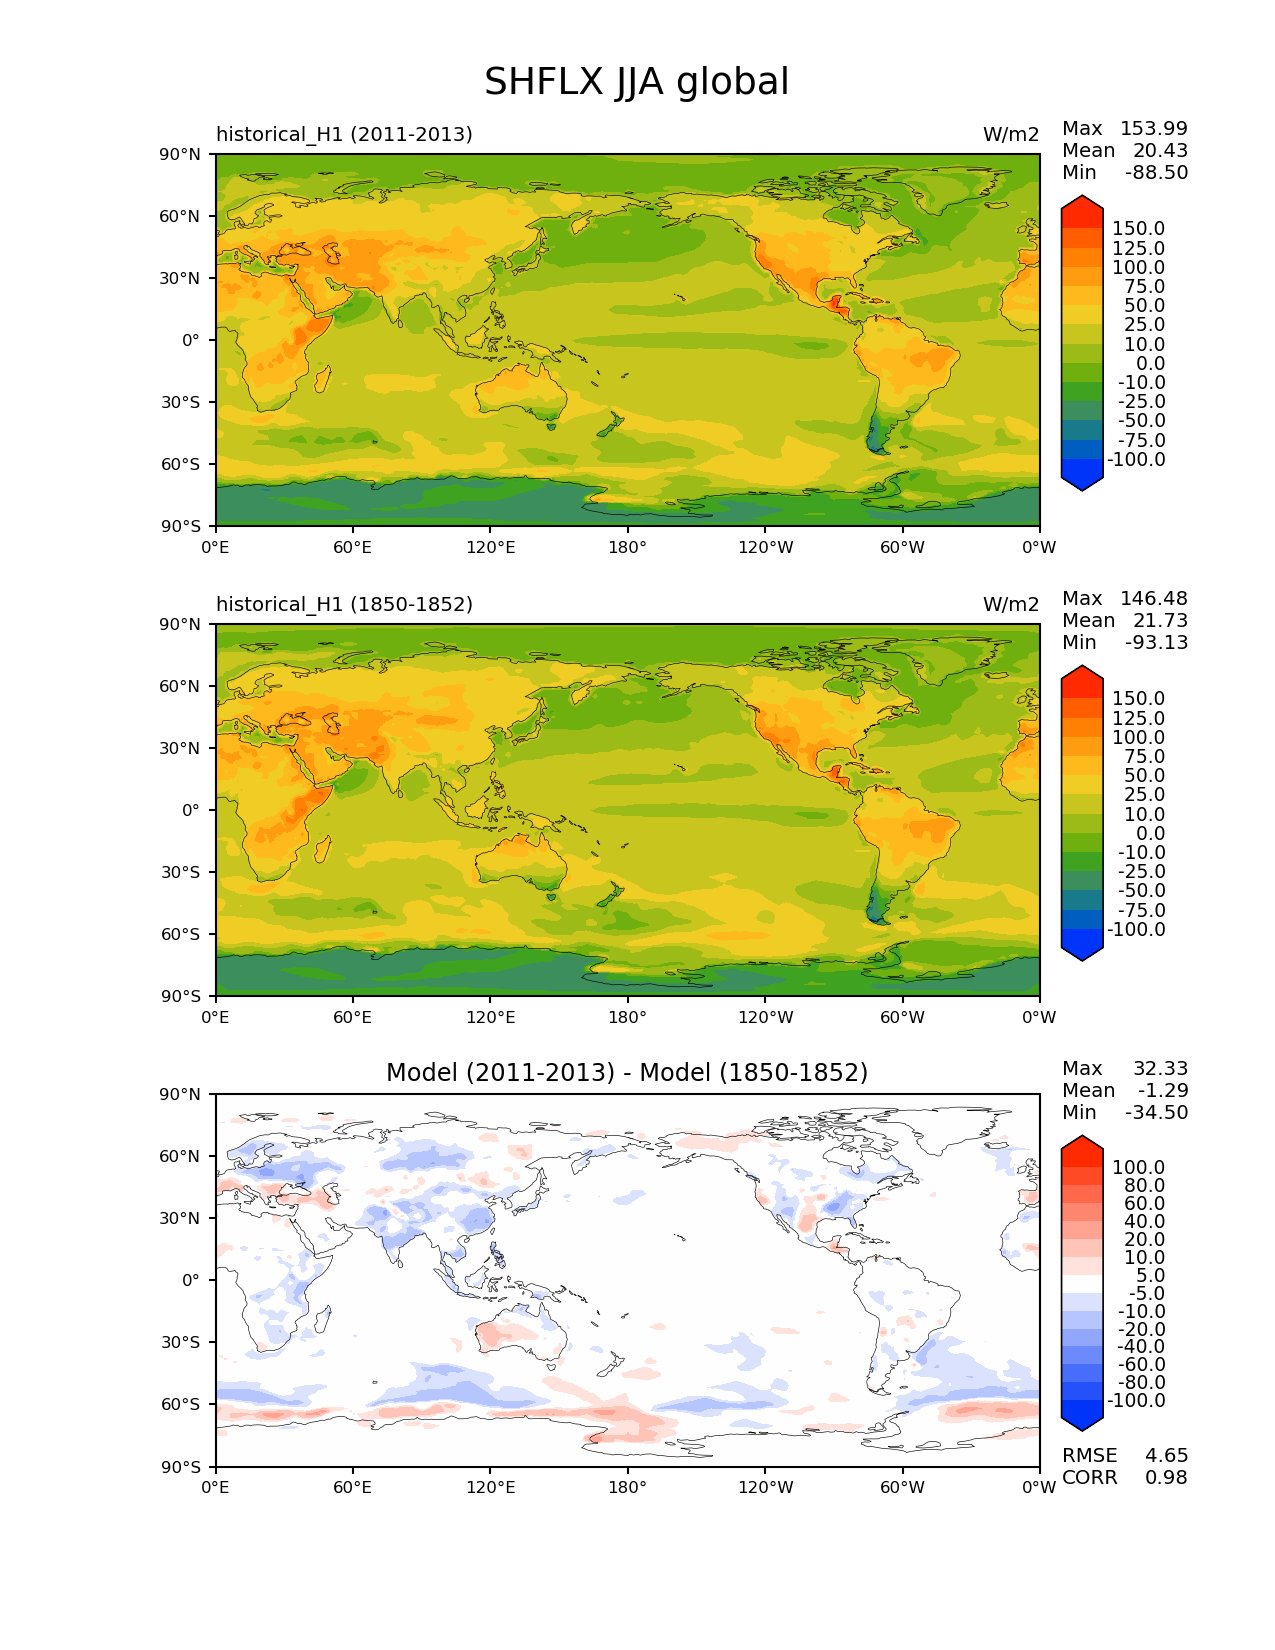 SHFLX JJA global
historical_H1 (2011-2013) W/m2
Max 153.99
Mean 20.43
Min -88.50
90°N
60°N
30°N
0°
30°S
60°S
90°S
0°E 60°E 120°E 180° 120°W 60°W 0°W
150.0
125.0
100.0
75.0
50.0
25.0
10.0
0.0
-10.0
-25.0
-50.0
-75.0
-100.0
historical_H1 (1850-1852) W/m2
Max 146.48
Mean 21.73
Min -93.13
90°N
60°N
30°N
0°
30°S
60°S
90°S
0°E 60°E 120°E 180° 120°W 60°W 0°W
150.0
125.0
100.0
75.0
50.0
25.0
10.0
0.0
-10.0
-25.0
-50.0
-75.0
-100.0
Model (2011-2013) - Model (1850-1852)
Max 32.33
Mean -1.29
Min -34.50
90°N
60°N
30°N
0°
30°S
60°S
90°S
0°E 60°E 120°E 180° 120°W 60°W 0°W
100.0
80.0
60.0
40.0
20.0
10.0
5.0
-5.0
-10.0
-20.0
-40.0
-60.0
-80.0
-100.0
RMSE 4.65
CORR 0.98